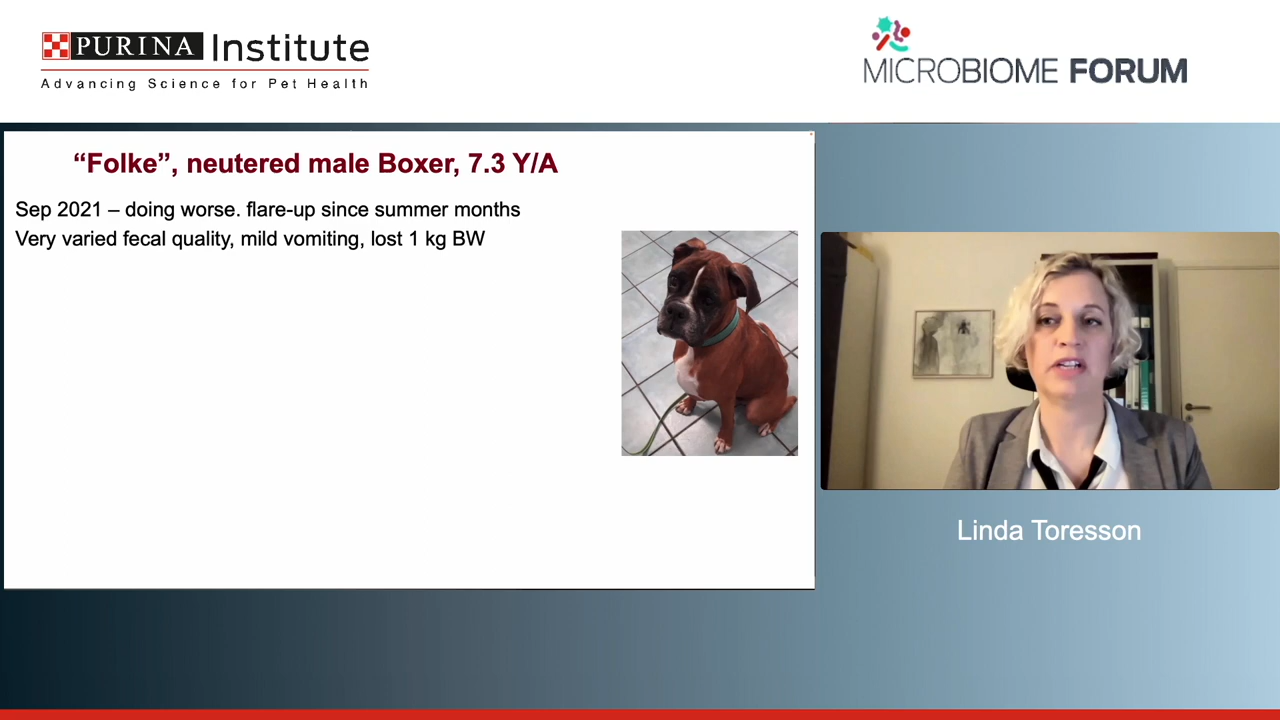 PURINA Institute
Advancing Science for Pet Health
MICROBIOME FORUM
“Folke”, neutered male Boxer, 7.3 Y/A
Sep 2021 – doing worse. flare-up since summer months
Very varied fecal quality, mild vomiting, lost 1 kg BW
Linda Toresson